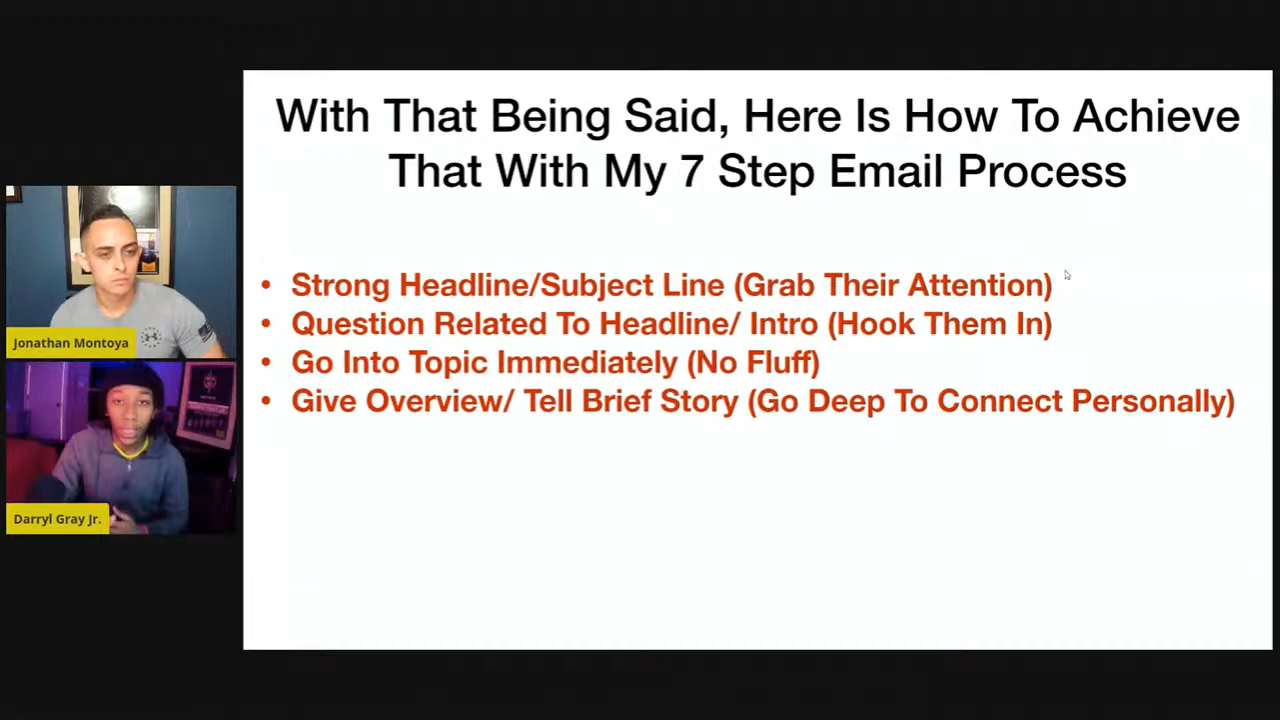 With That Being Said, Here Is How To Achieve
That With My 7 Step Email Process
• Strong Headline/Subject Line (Grab Their Attention)
• Question Related To Headline/ Intro (Hook Them In)
• Go Into Topic Immediately (No Fluff)
• Give Overview/ Tell Brief Story (Go Deep To Connect Personally)
Jonathan Montoya
Darryl Gray Jr.